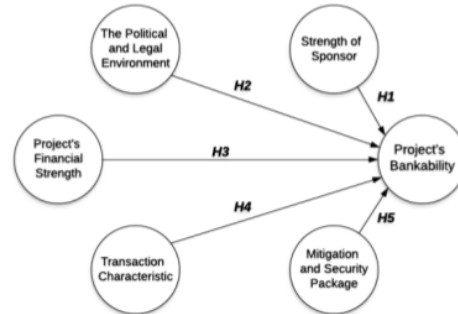 The Political
and Legal
Environment
Strength of
Sponsor
H2
H1
Project's
Financial
Strength
H3
Project's
Bankability
H4
H5
Transaction
Characteristic
Mitigation
and Security
Package